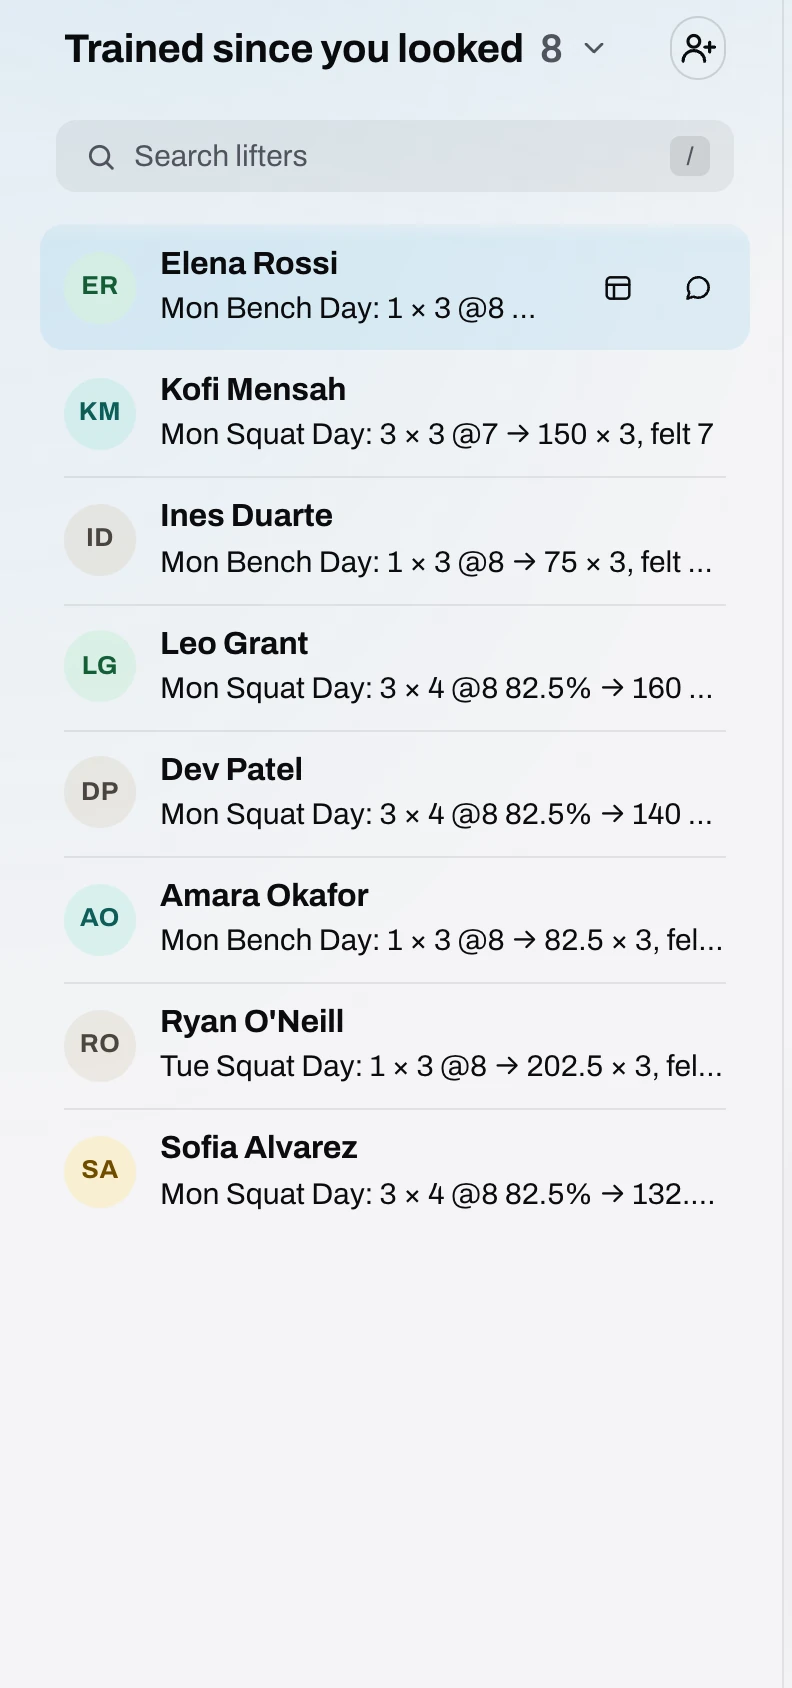 Trained since you looked 8
Search lifters /
ER
Elena Rossi
Mon Bench Day: 1 × 3 @8 ...
KM
Kofi Mensah
Mon Squat Day: 3 × 3 @7 → 150 × 3, felt 7
ID
Ines Duarte
Mon Bench Day: 1 × 3 @8 → 75 × 3, felt ...
LG
Leo Grant
Mon Squat Day: 3 × 4 @8 82.5% → 160 ...
DP
Dev Patel
Mon Squat Day: 3 × 4 @8 82.5% → 140 ...
AO
Amara Okafor
Mon Bench Day: 1 × 3 @8 → 82.5 × 3, fel...
RO
Ryan O'Neill
Tue Squat Day: 1 × 3 @8 → 202.5 × 3, fel...
SA
Sofia Alvarez
Mon Squat Day: 3 × 4 @8 82.5% → 132....